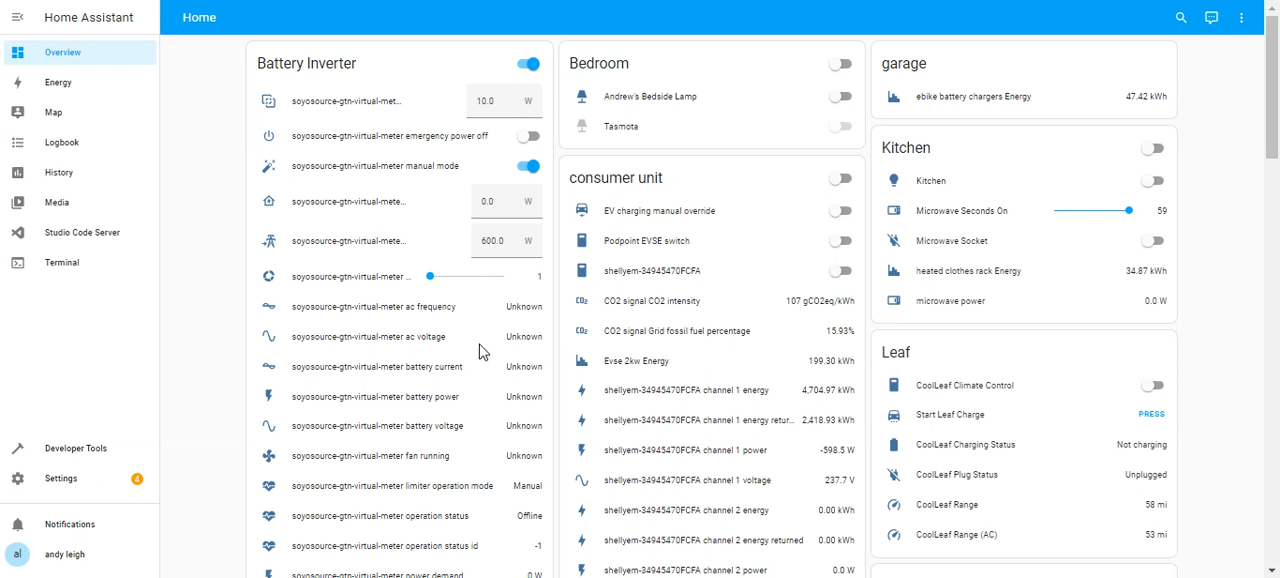 Home Assistant
Overview
Energy
Map
Logbook
History
Media
Studio Code Server
Terminal
Developer Tools
Settings 4
Notifications
al andy leigh
Home
Battery Inverter
soyosource-gtn-virtual-met... 10.0 W
soyosource-gtn-virtual-meter emergency power off
soyosource-gtn-virtual-meter manual mode
soyosource-gtn-virtual-mete... 0.0 W
soyosource-gtn-virtual-mete... 600.0 W
soyosource-gtn-virtual-meter ... 1
soyosource-gtn-virtual-meter ac frequency Unknown
soyosource-gtn-virtual-meter ac voltage Unknown
soyosource-gtn-virtual-meter battery current Unknown
soyosource-gtn-virtual-meter battery power Unknown
soyosource-gtn-virtual-meter battery voltage Unknown
soyosource-gtn-virtual-meter fan running Unknown
soyosource-gtn-virtual-meter limiter operation mode Manual
soyosource-gtn-virtual-meter operation status Offline
soyosource-gtn-virtual-meter operation status id -1
soyosource-gtn-virtual-meter power demand 0 W
Bedroom
Andrew's Bedside Lamp
Tasmota
consumer unit
EV charging manual override
Podpoint EVSE switch
shellyem-34945470FCFA
CO2 CO2 signal CO2 intensity 107 gCO2eq/kWh
CO2 CO2 signal Grid fossil fuel percentage 15.93%
Evse 2kw Energy 199.30 kWh
shellyem-34945470FCFA channel 1 energy 4,704.97 kWh
shellyem-34945470FCFA channel 1 energy retur... 2,418.93 kWh
shellyem-34945470FCFA channel 1 power -598.5 W
shellyem-34945470FCFA channel 1 voltage 237.7 V
shellyem-34945470FCFA channel 2 energy 0.00 kWh
shellyem-34945470FCFA channel 2 energy returned 0.00 kWh
shellyem-34945470FCFA channel 2 power 0.0 W
garage
ebike battery chargers Energy 47.42 kWh
Kitchen
Kitchen
Microwave Seconds On 59
Microwave Socket
heated clothes rack Energy 34.87 kWh
microwave power 0.0 W
Leaf
CoolLeaf Climate Control
Start Leaf Charge PRESS
CoolLeaf Charging Status Not charging
CoolLeaf Plug Status Unplugged
CoolLeaf Range 58 mi
CoolLeaf Range (AC) 53 mi